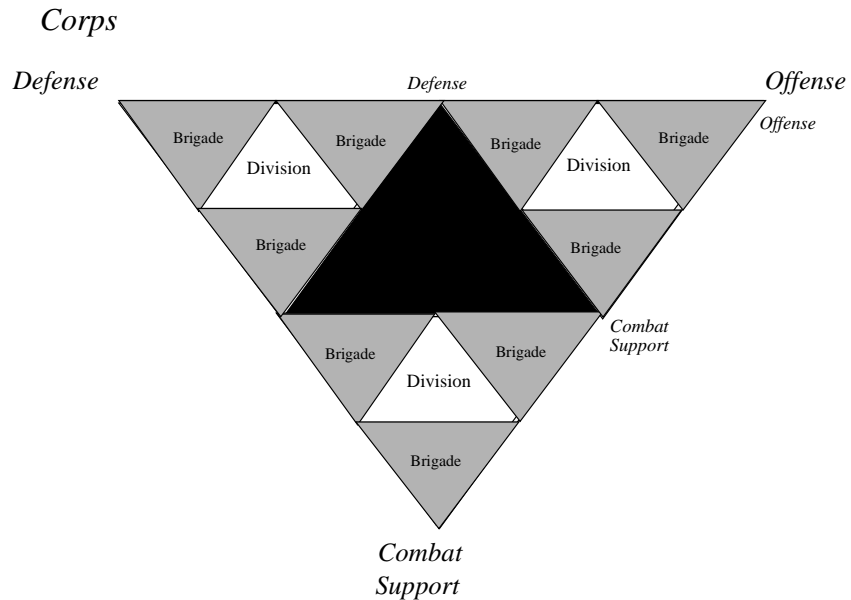 Corps
Defense
Defense
Offense
Offense
Brigade
Brigade
Brigade
Brigade
Division
Division
Brigade
Brigade
Combat
Support
Brigade
Brigade
Division
Brigade
Combat
Support